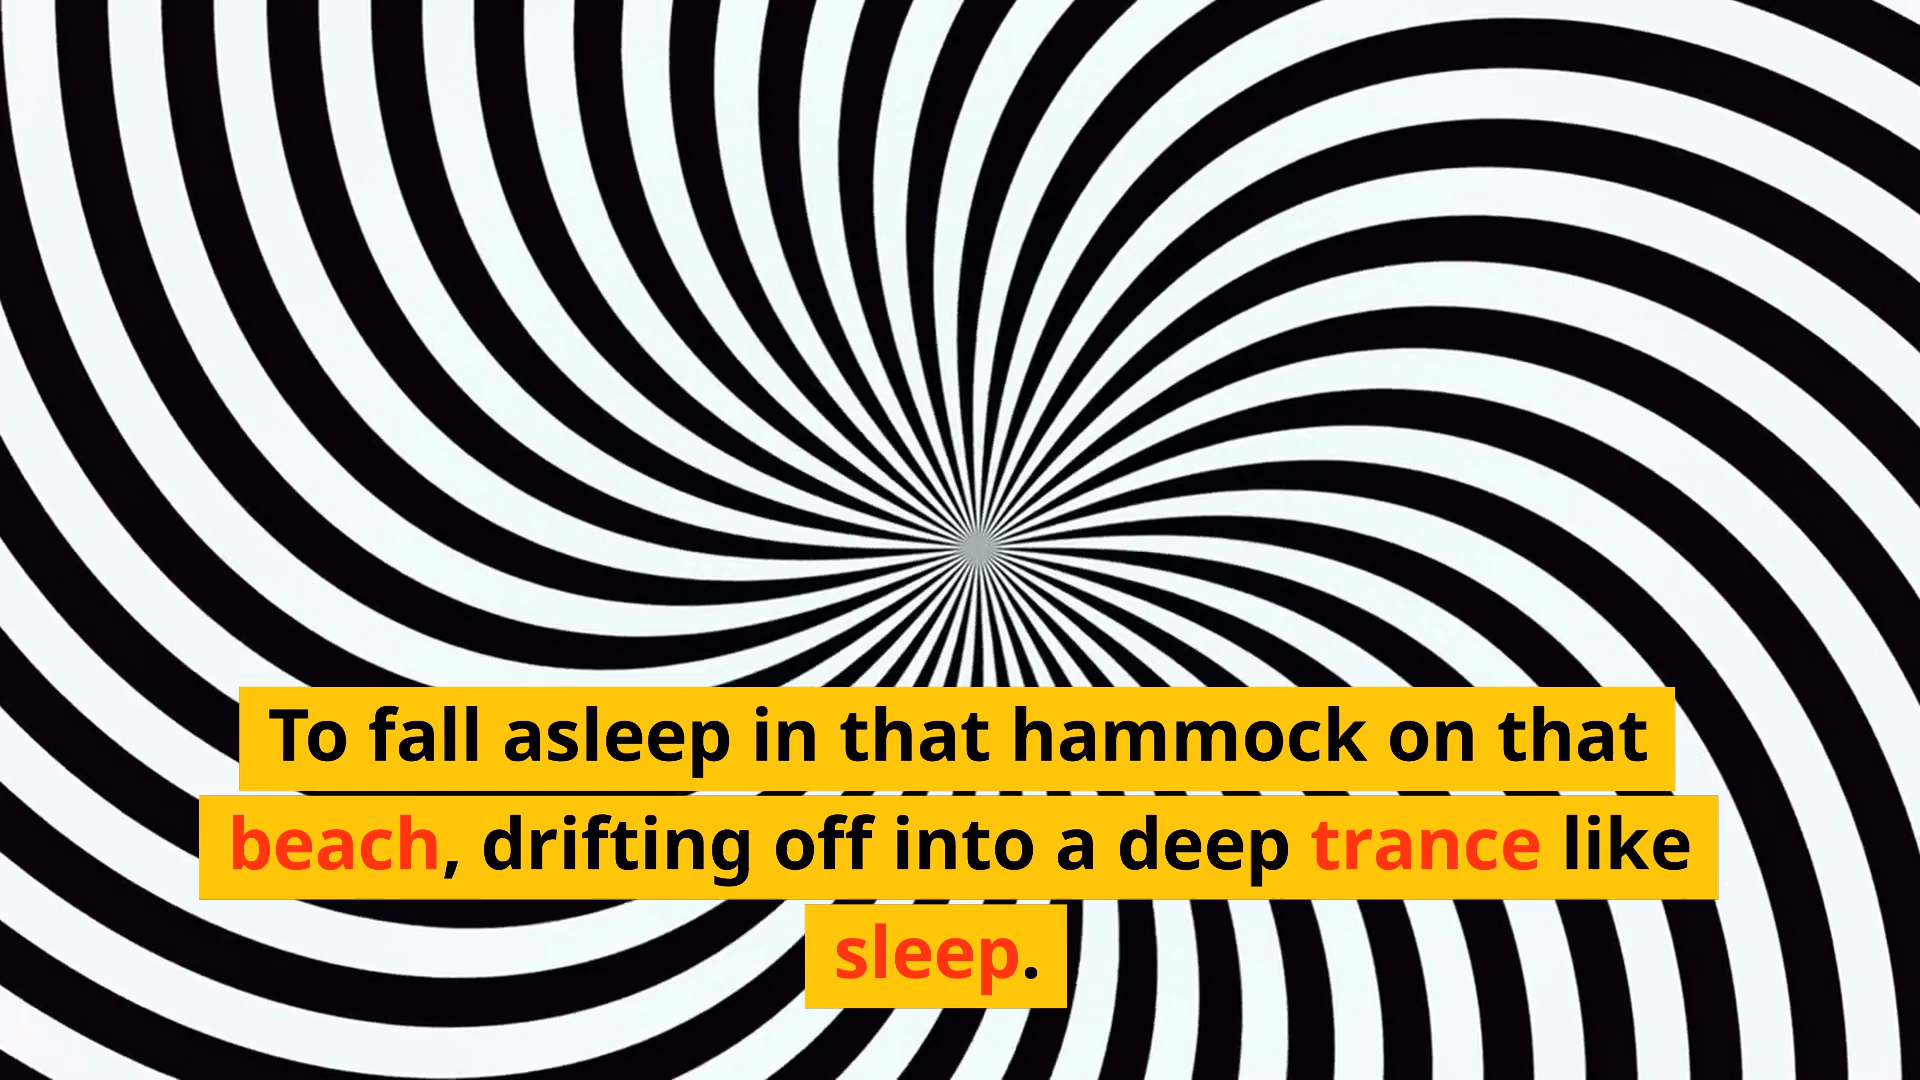 To fall asleep in that hammock on that
beach, drifting off into a deep trance like
sleep.